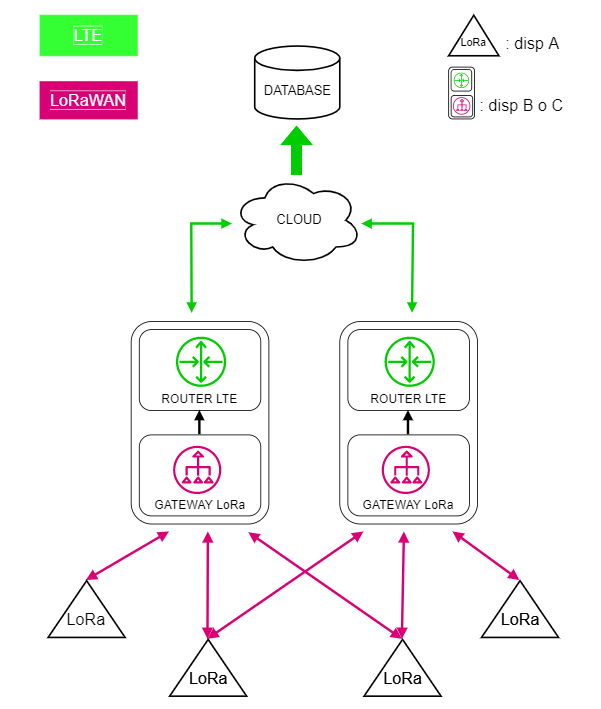 LTE
LoRa
: disp A
DATABASE
LoRaWAN
: disp B o C
CLOUD
ROUTER LTE
ROUTER LTE
GATEWAY LoRa
GATEWAY LoRa
LoRa
LoRa
LoRa
LoRa